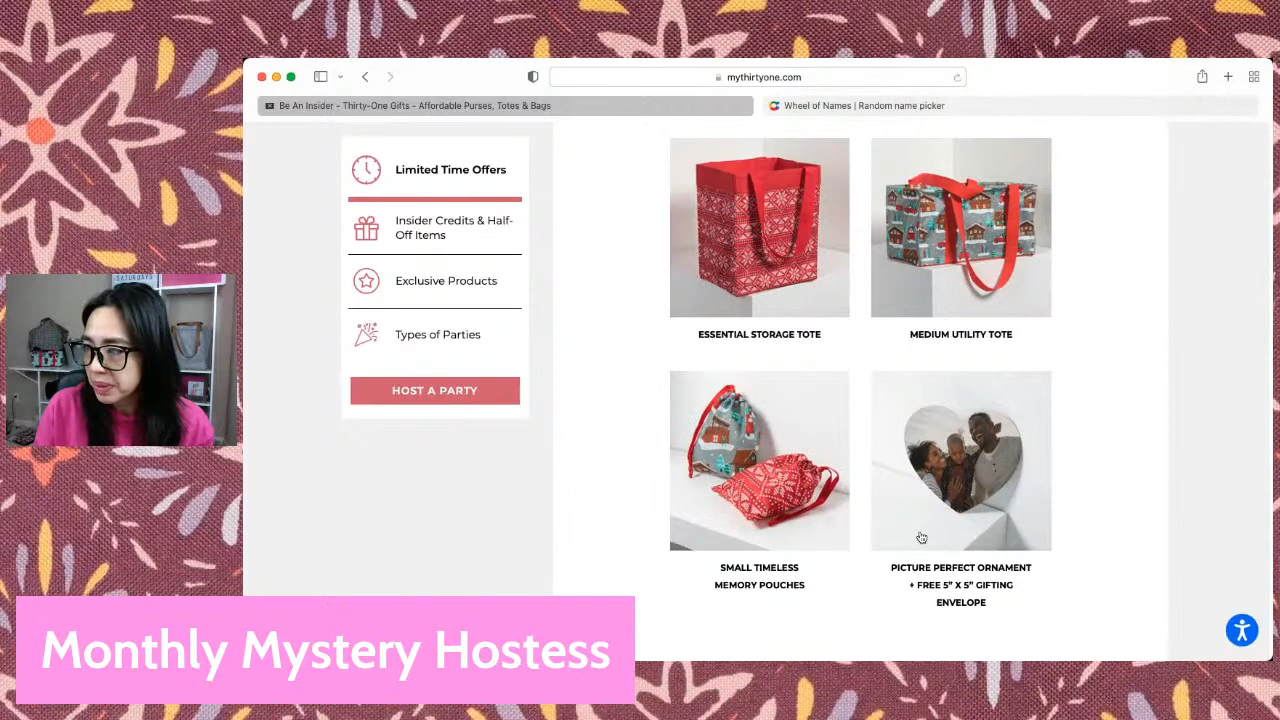 mythirtyone.com
Be An Insider - Thirty-One Gifts - Affordable Purses, Totes & Bags
Wheel of Names | Random name picker
Limited Time Offers
Insider Credits & Half-
Off Items
Exclusive Products
Types of Parties
HOST A PARTY
ESSENTIAL STORAGE TOTE
MEDIUM UTILITY TOTE
SMALL TIMELESS
MEMORY POUCHES
PICTURE PERFECT ORNAMENT
+ FREE 5” X 5” GIFTING
ENVELOPE
SATURDAYS
Monthly Mystery Hostess